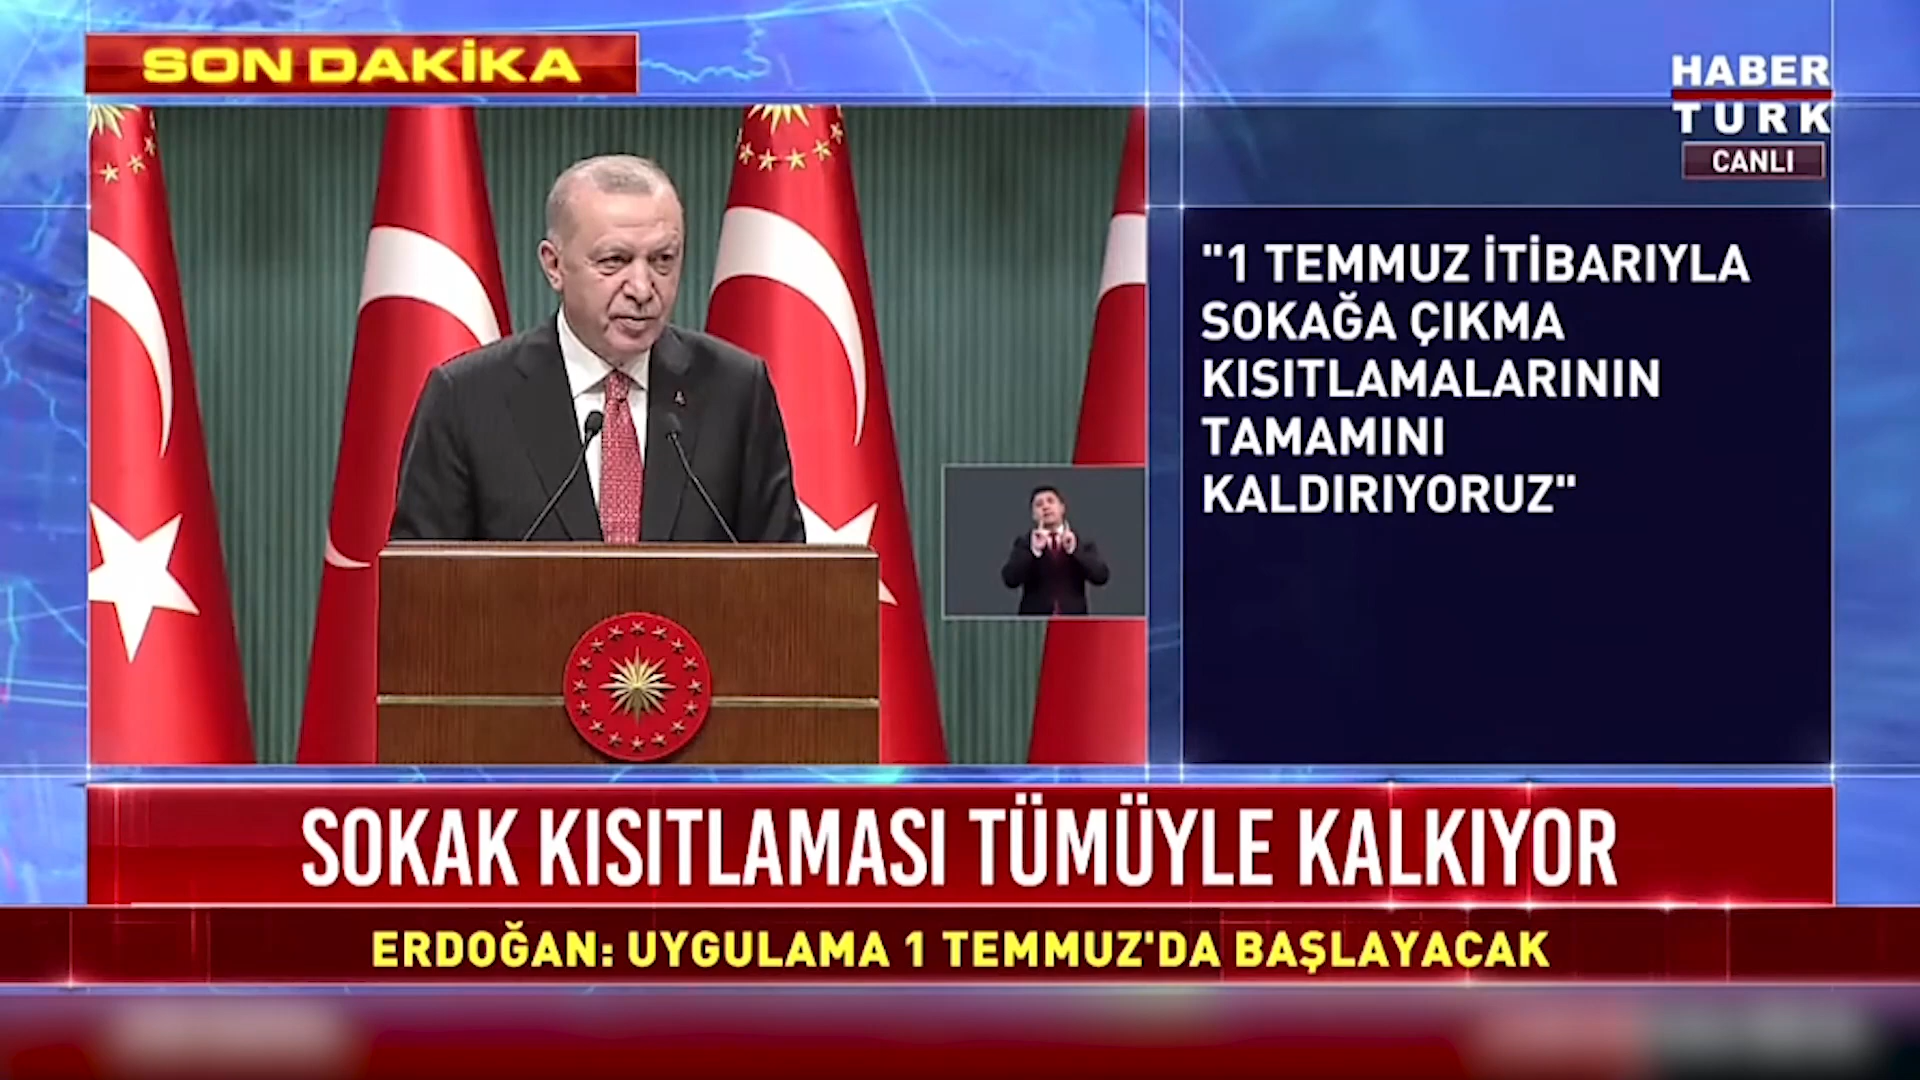 SON DAKİKA
HABER
TURK
CANLI
"1 TEMMUZ İTİBARIYLA
SOKAĞA ÇIKMA
KISITLAMALARININ
TAMAMINI
KALDIRIYORUZ"
SOKAK KISITLAMASI TÜMÜYLE KALKIYOR
ERDOĞAN: UYGULAMA 1 TEMMUZ'DA BAŞLAYACAK